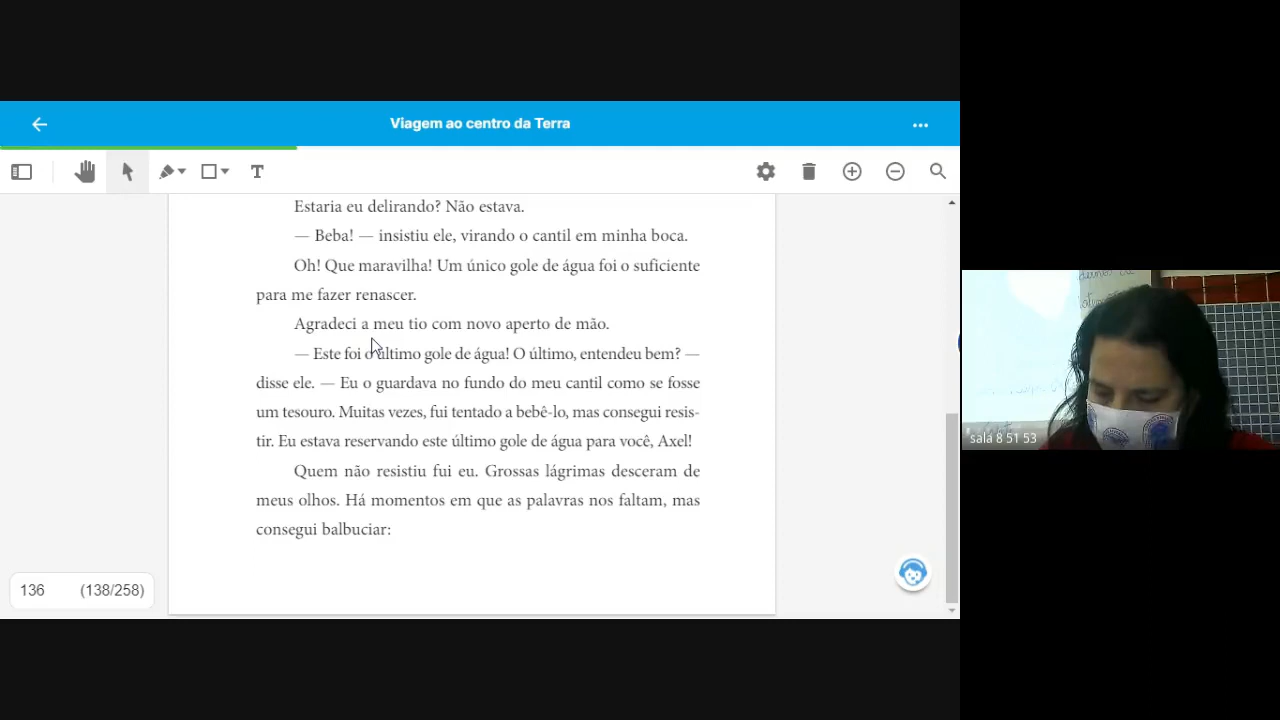 Viagem ao centro da Terra
T
Estaria eu delirando? Não estava.
— Beba! — insistiu ele, virando o cantil em minha boca.
Oh! Que maravilha! Um único gole de água foi o suficiente
para me fazer renascer.
Agradeci a meu tio com novo aperto de mão.
— Este foi o último gole de água! O último, entendeu bem? —
disse ele. — Eu o guardava no fundo do meu cantil como se fosse
um tesouro. Muitas vezes, fui tentado a bebê-lo, mas consegui resis-
tir. Eu estava reservando este último gole de água para você, Axel!
Quem não resistiu fui eu. Grossas lágrimas desceram de
meus olhos. Há momentos em que as palavras nos faltam, mas
consegui balbuciar:
136 (138/258)
sala 8 51 53